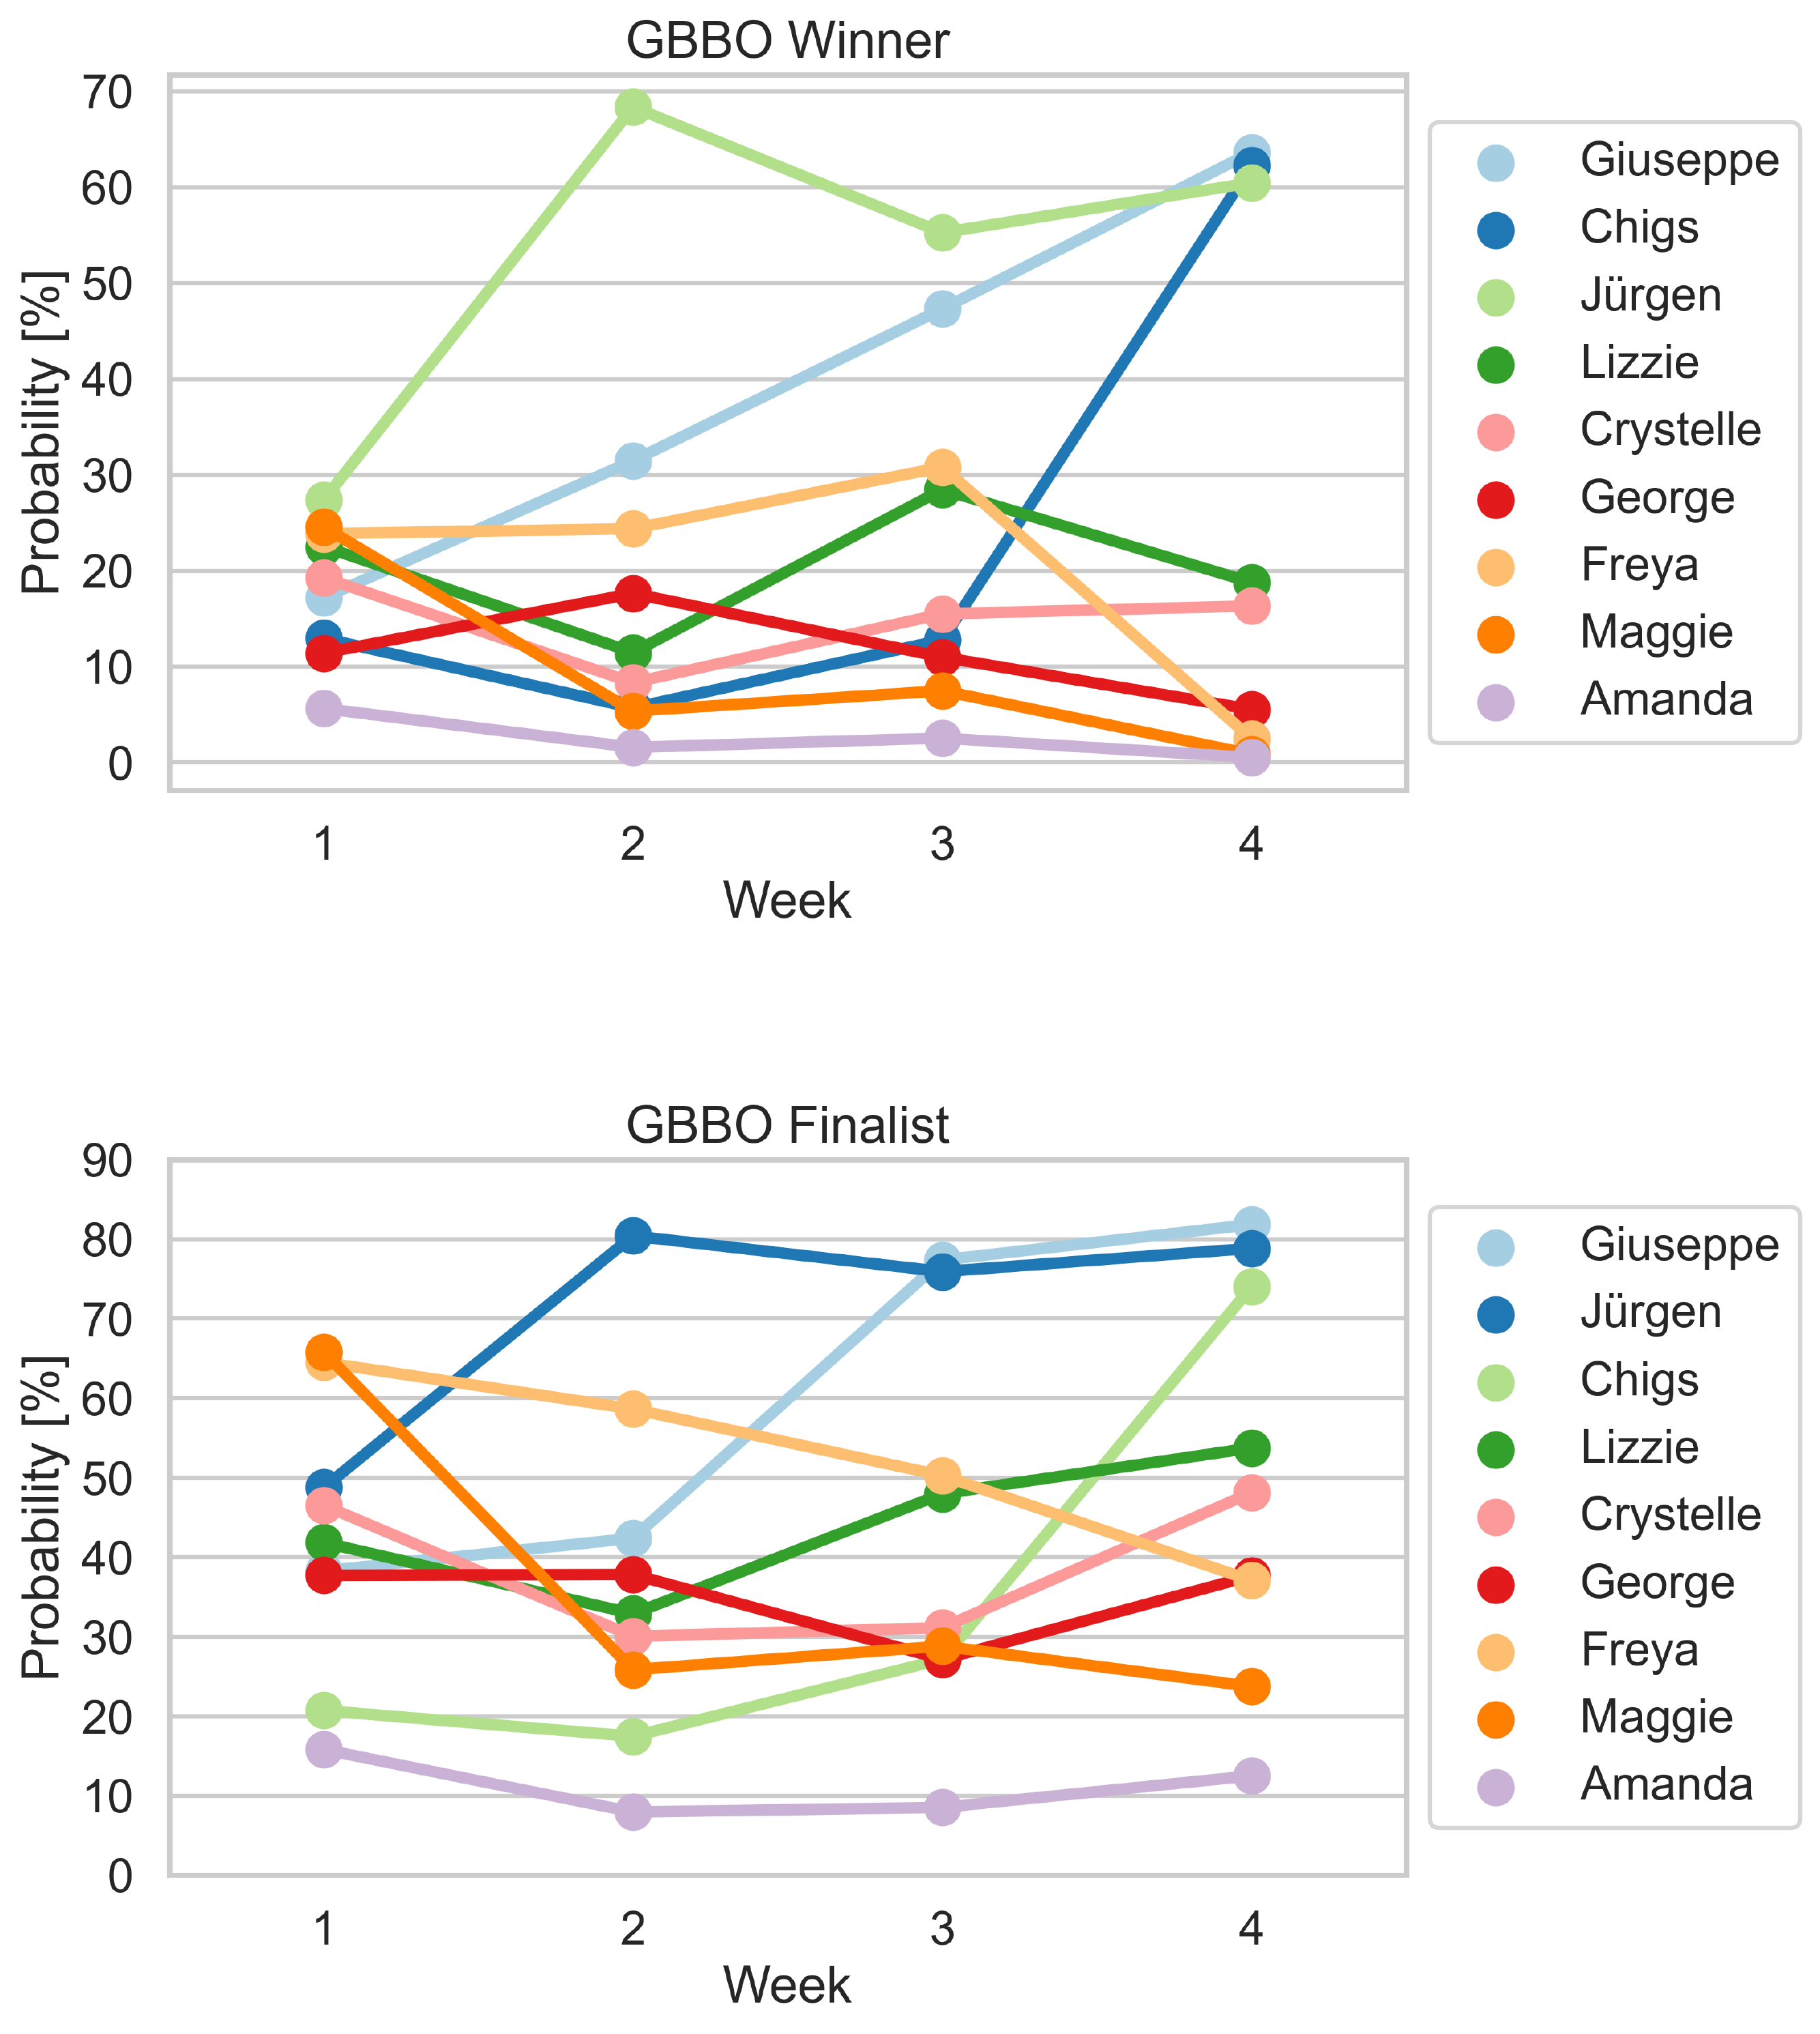 GBBO Winner
70
60
50
40
30
20
10
0
Probability [%]
1 2 3 4
Week
Giuseppe
Chigs
Jürgen
Lizzie
Crystelle
George
Freya
Maggie
Amanda
GBBO Finalist
90
80
70
60
50
40
30
20
10
0
Probability [%]
1 2 3 4
Week
Giuseppe
Jürgen
Chigs
Lizzie
Crystelle
George
Freya
Maggie
Amanda